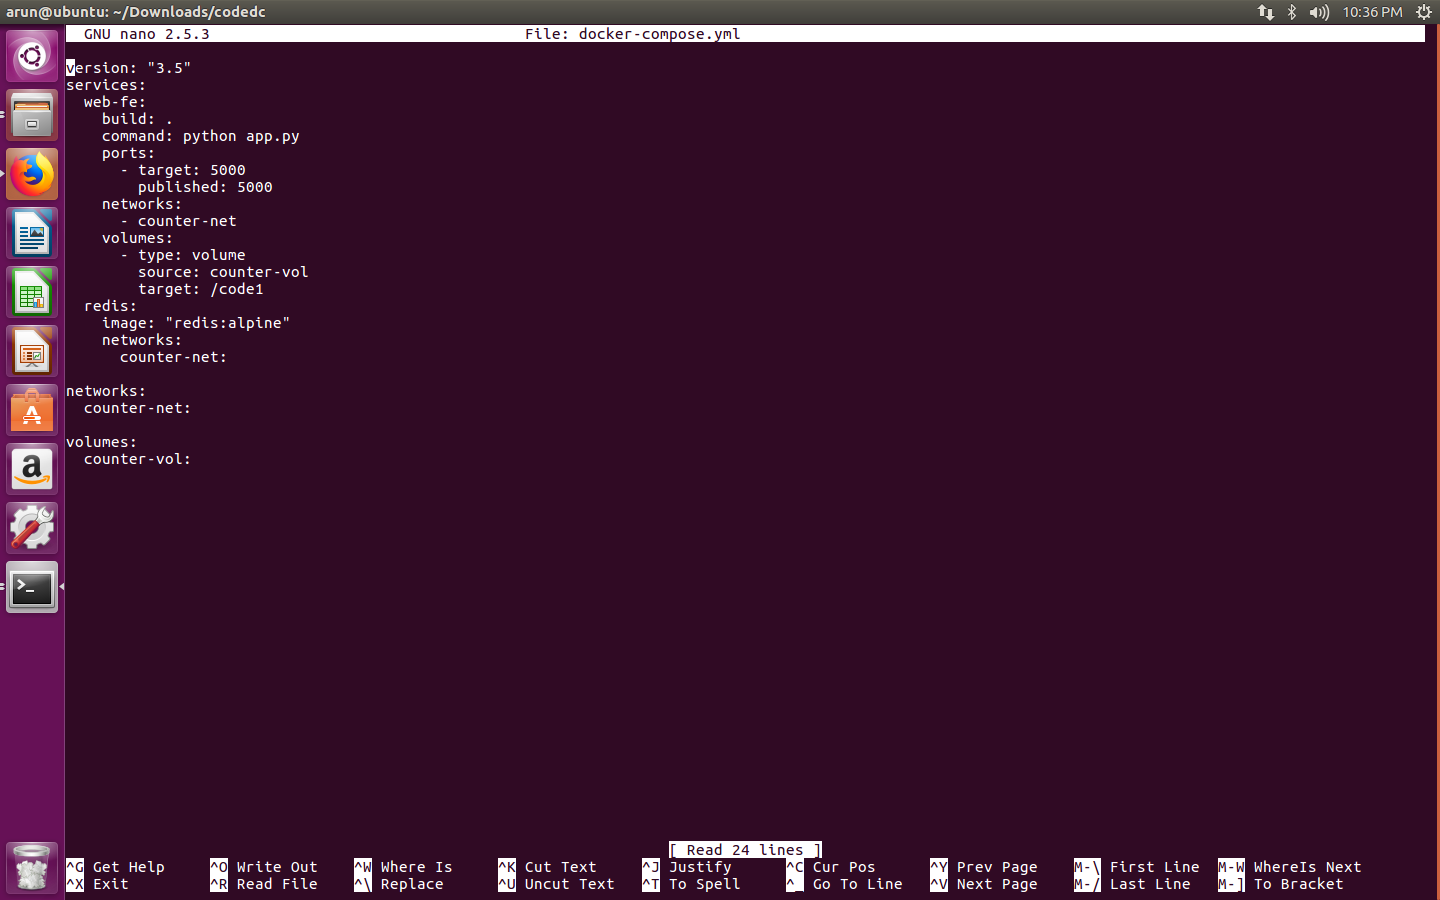 arun@ubuntu: ~/Downloads/codedc
10:36 PM
GNU nano 2.5.3 File: docker-compose.yml
version: "3.5"
services:
  web-fe:
    build: .
    command: python app.py
    ports:
      - target: 5000
        published: 5000
    networks:
      - counter-net
    volumes:
      - type: volume
        source: counter-vol
        target: /code1
  redis:
    image: "redis:alpine"
    networks:
      counter-net:
networks:
  counter-net:
volumes:
  counter-vol:
[ Read 24 lines ]
^G Get Help ^O Write Out ^W Where Is ^K Cut Text ^J Justify ^C Cur Pos ^Y Prev Page M-\ First Line M-W WhereIs Next
^X Exit ^R Read File ^\ Replace ^U Uncut Text ^T To Spell ^_ Go To Line ^V Next Page M-/ Last Line M-] To Bracket